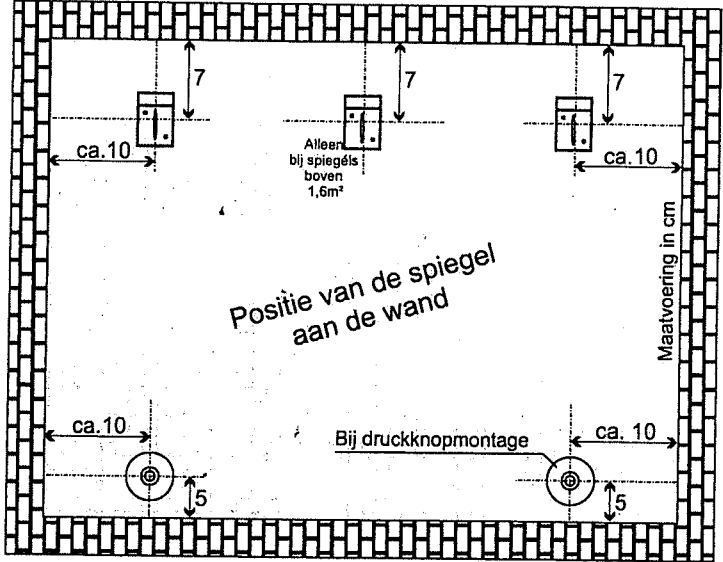 7
7
7
ca.10
Alleen
bij spiegels
boven
1,6m²
ca.10
Maatvoering in cm
Positie van de spiegel
aan de wand
ca.10
Bij druckknopmontage
ca. 10
5
5